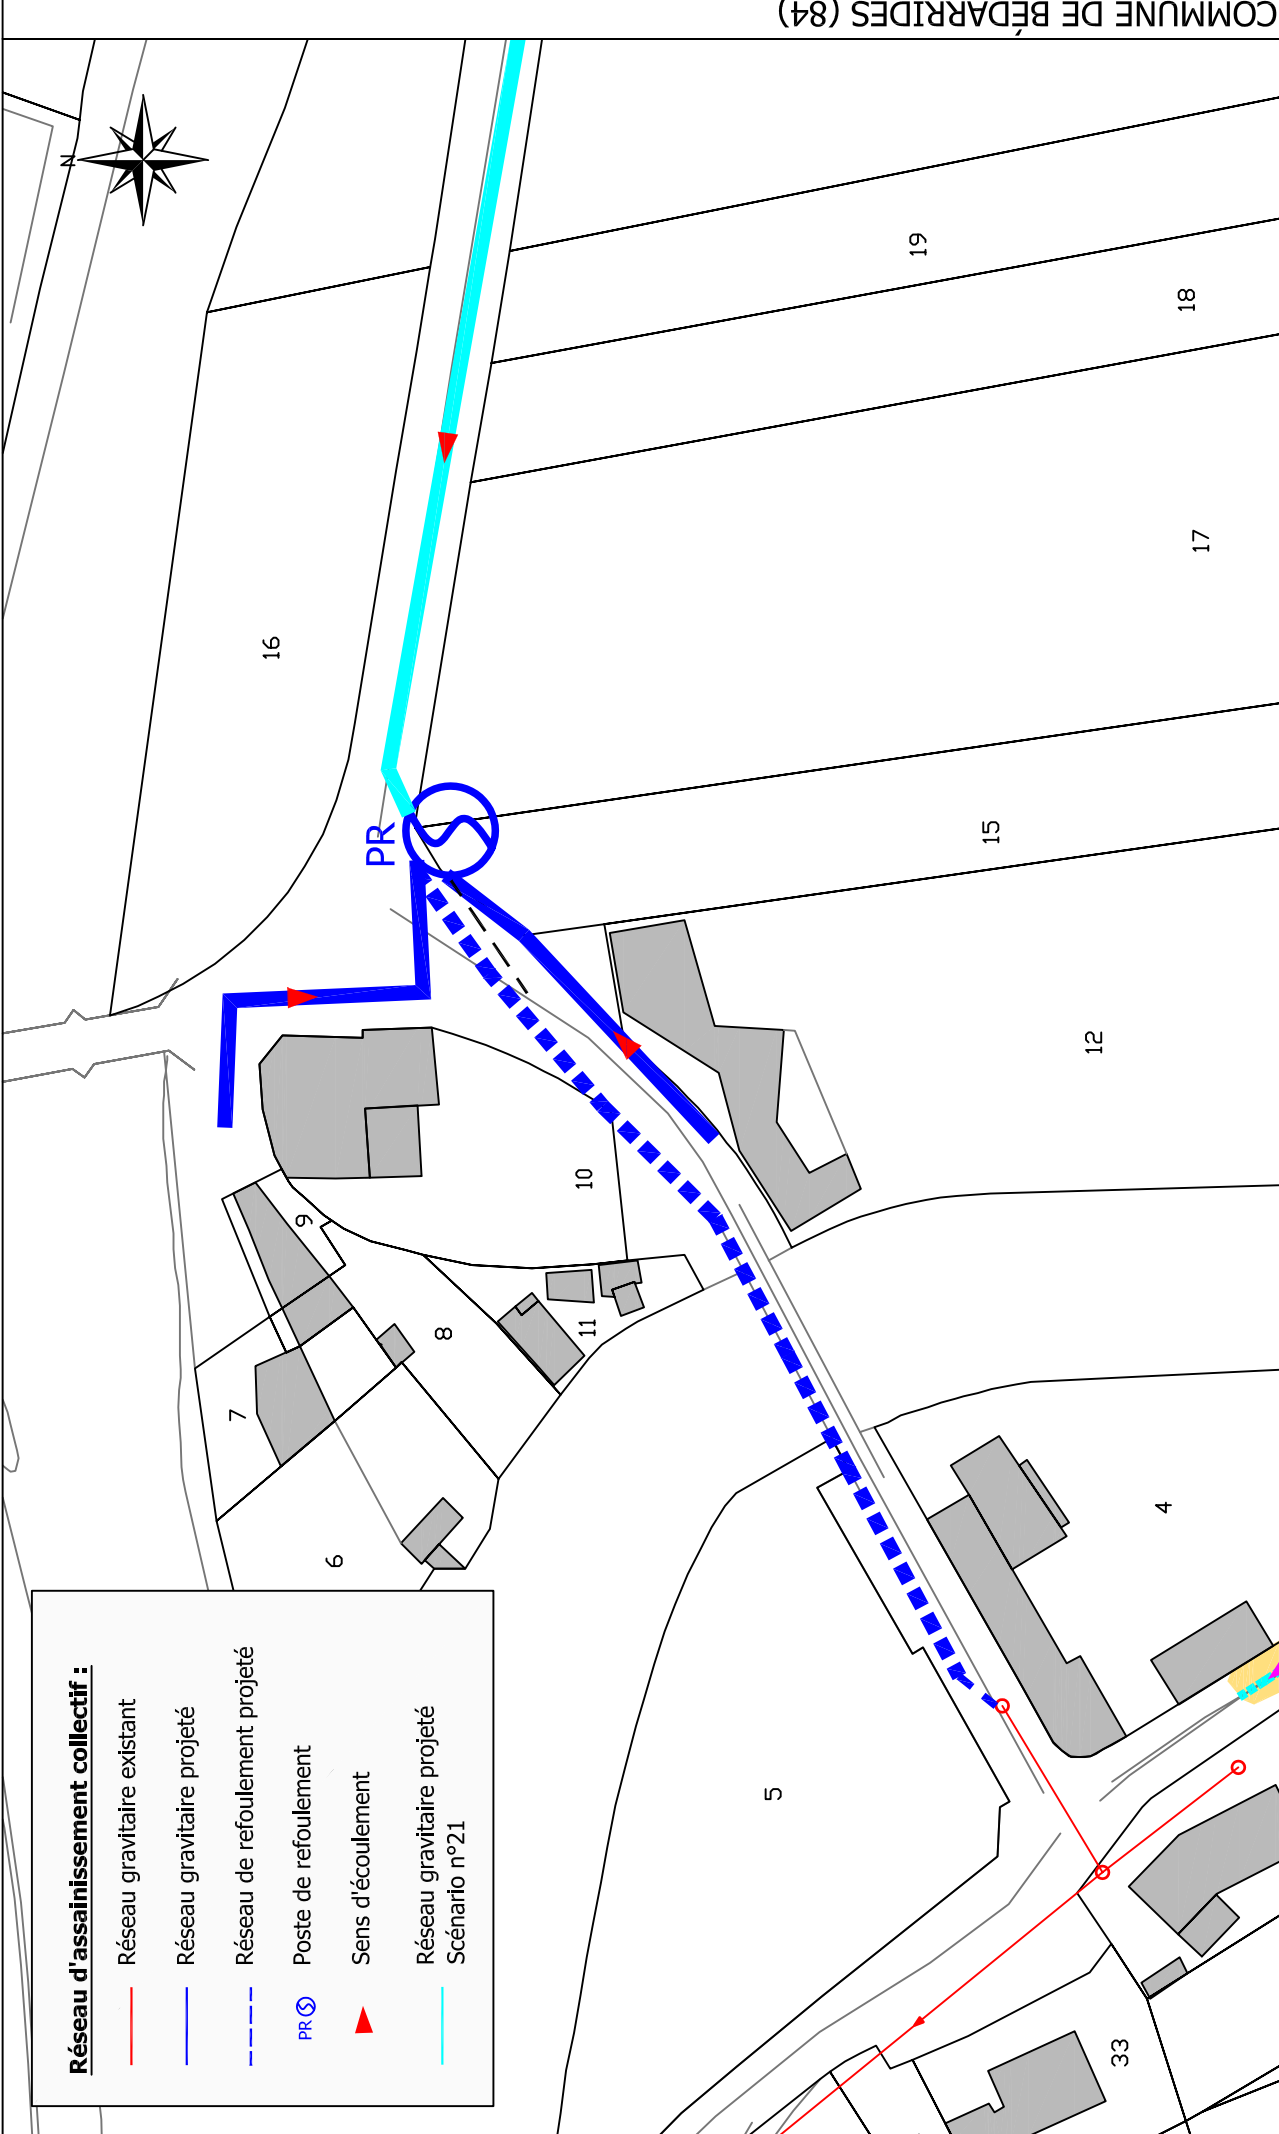 COMMUNE DE BÉDARRIDES (84)
N
19
18
17
16
15
PR
12
10
9
11
8
7
6
4
5
33
Réseau d'assainissement collectif :
Réseau gravitaire existant
Réseau gravitaire projeté
Réseau de refoulement projeté
PR Poste de refoulement
Sens d'écoulement
Réseau gravitaire projeté
Scénario n°21